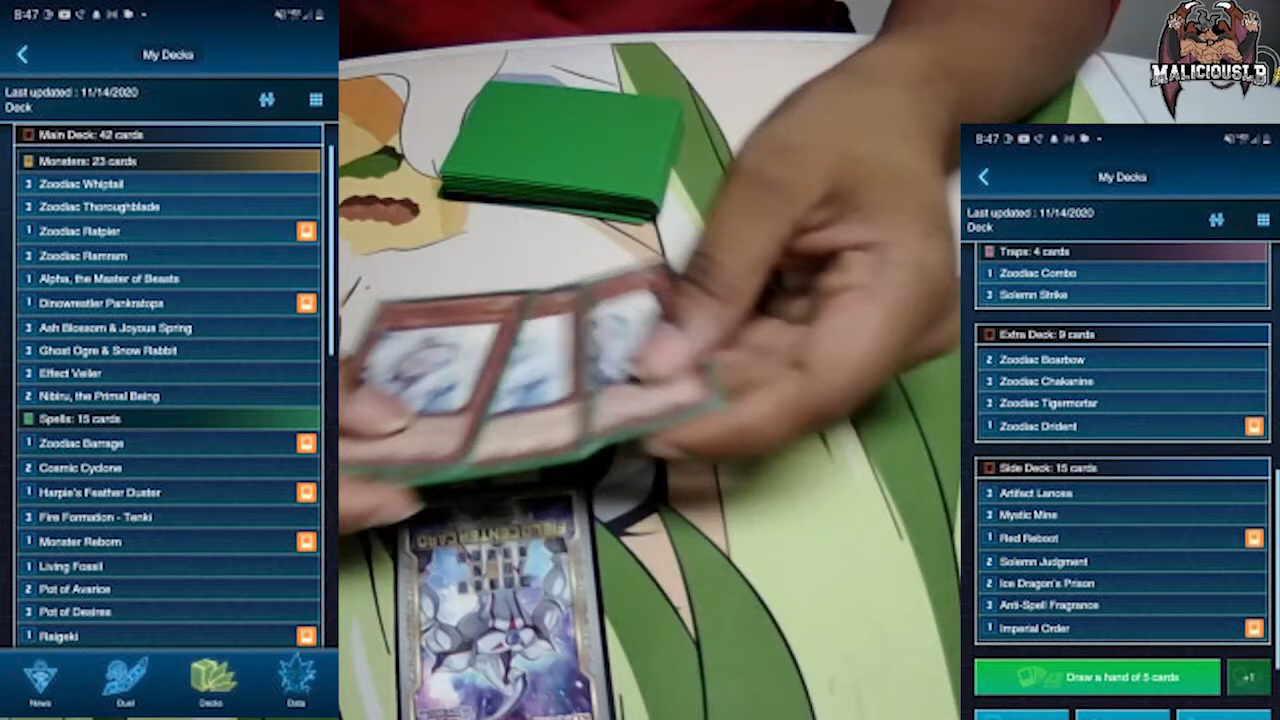 8:47
My Decks
Last updated : 11/14/2020
Deck
Main Deck: 42 cards
Monsters: 23 cards
3 Zoodiac Whiptail
3 Zoodiac Thoroughblade
1 Zoodiac Ratpier
3 Zoodiac Ramram
1 Alpha, the Master of Beasts
1 Dinowrestler Pankratops
3 Ash Blossom & Joyous Spring
3 Ghost Ogre & Snow Rabbit
3 Effect Veiler
2 Nibiru, the Primal Being
Spells: 15 cards
1 Zoodiac Barrage
2 Cosmic Cyclone
1 Harpie's Feather Duster
3 Fire Formation - Tenki
1 Monster Reborn
1 Living Fossil
2 Pot of Avarice
3 Pot of Desires
1 Raigeki
News
Duel
Decks
Data
FIELD CENTER CARD
MALICIOUSLB
8:47
My Decks
Last updated : 11/14/2020
Deck
Traps: 4 cards
1 Zoodiac Combo
3 Solemn Strike
Extra Deck: 9 cards
2 Zoodiac Boarbow
3 Zoodiac Chakanine
3 Zoodiac Tigermortar
1 Zoodiac Drident
Side Deck: 15 cards
3 Artifact Lancea
3 Mystic Mine
1 Red Reboot
2 Solemn Judgment
2 Ice Dragon's Prison
3 Anti-Spell Fragrance
1 Imperial Order
Draw a hand of 5 cards
+1